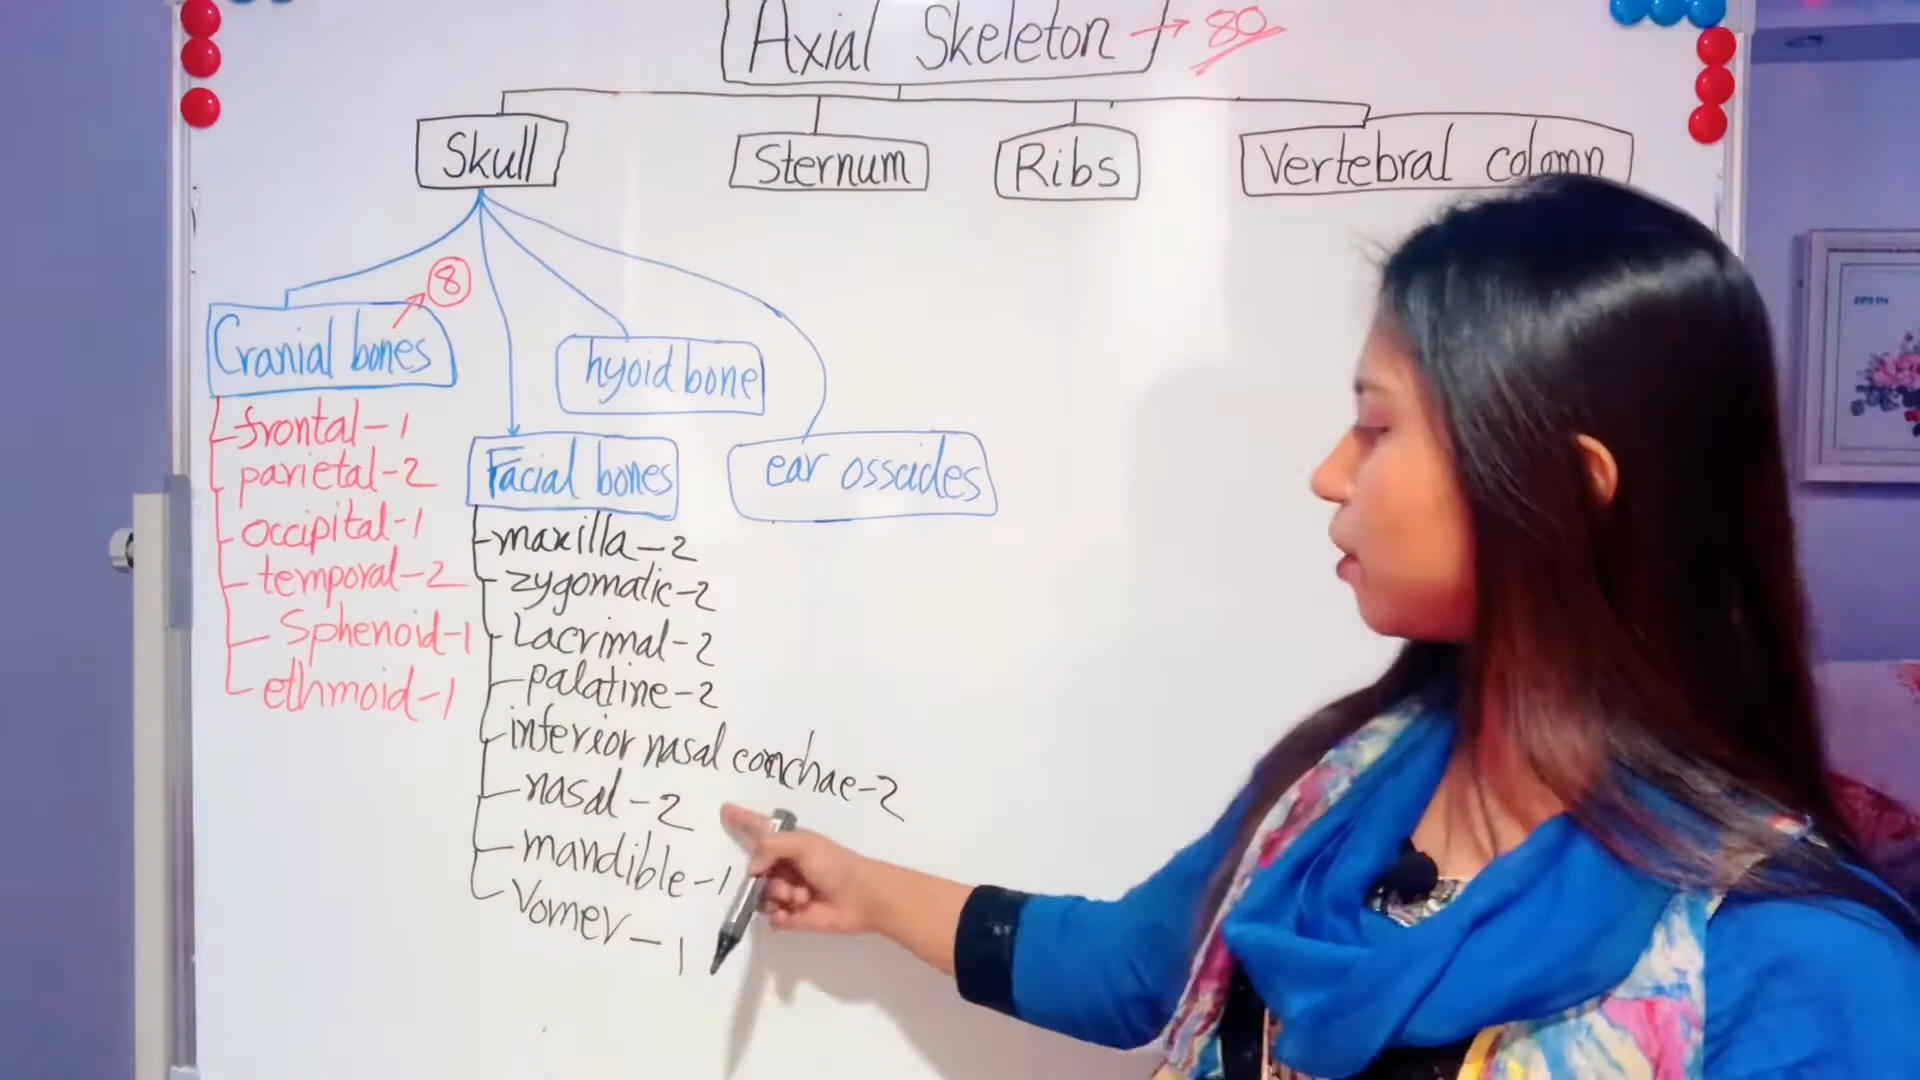 Axial Skeleton → 80
Skull
Sternum
Ribs
Vertebral colomn
Cranial bones
8
frontal-1
parietal-2
occipital-1
temporal-2
Sphenoid-1
ethmoid-1
hyoid bone
Facial bones
maxilla-2
zygomatic-2
Lacrimal-2
palatine-2
inferior nasal conchae-2
nasal-2
mandible-1
Vomer-1
ear ossicles